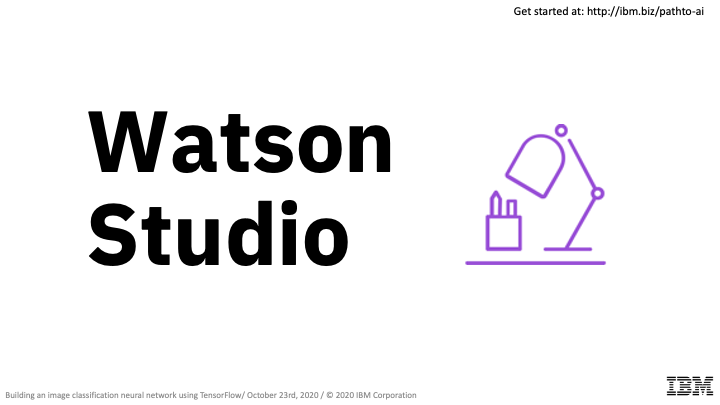 Get started at: http://ibm.biz/pathto-ai
Watson
Studio
Building an image classification neural network using TensorFlow/ October 23rd, 2020 / © 2020 IBM Corporation
IBM